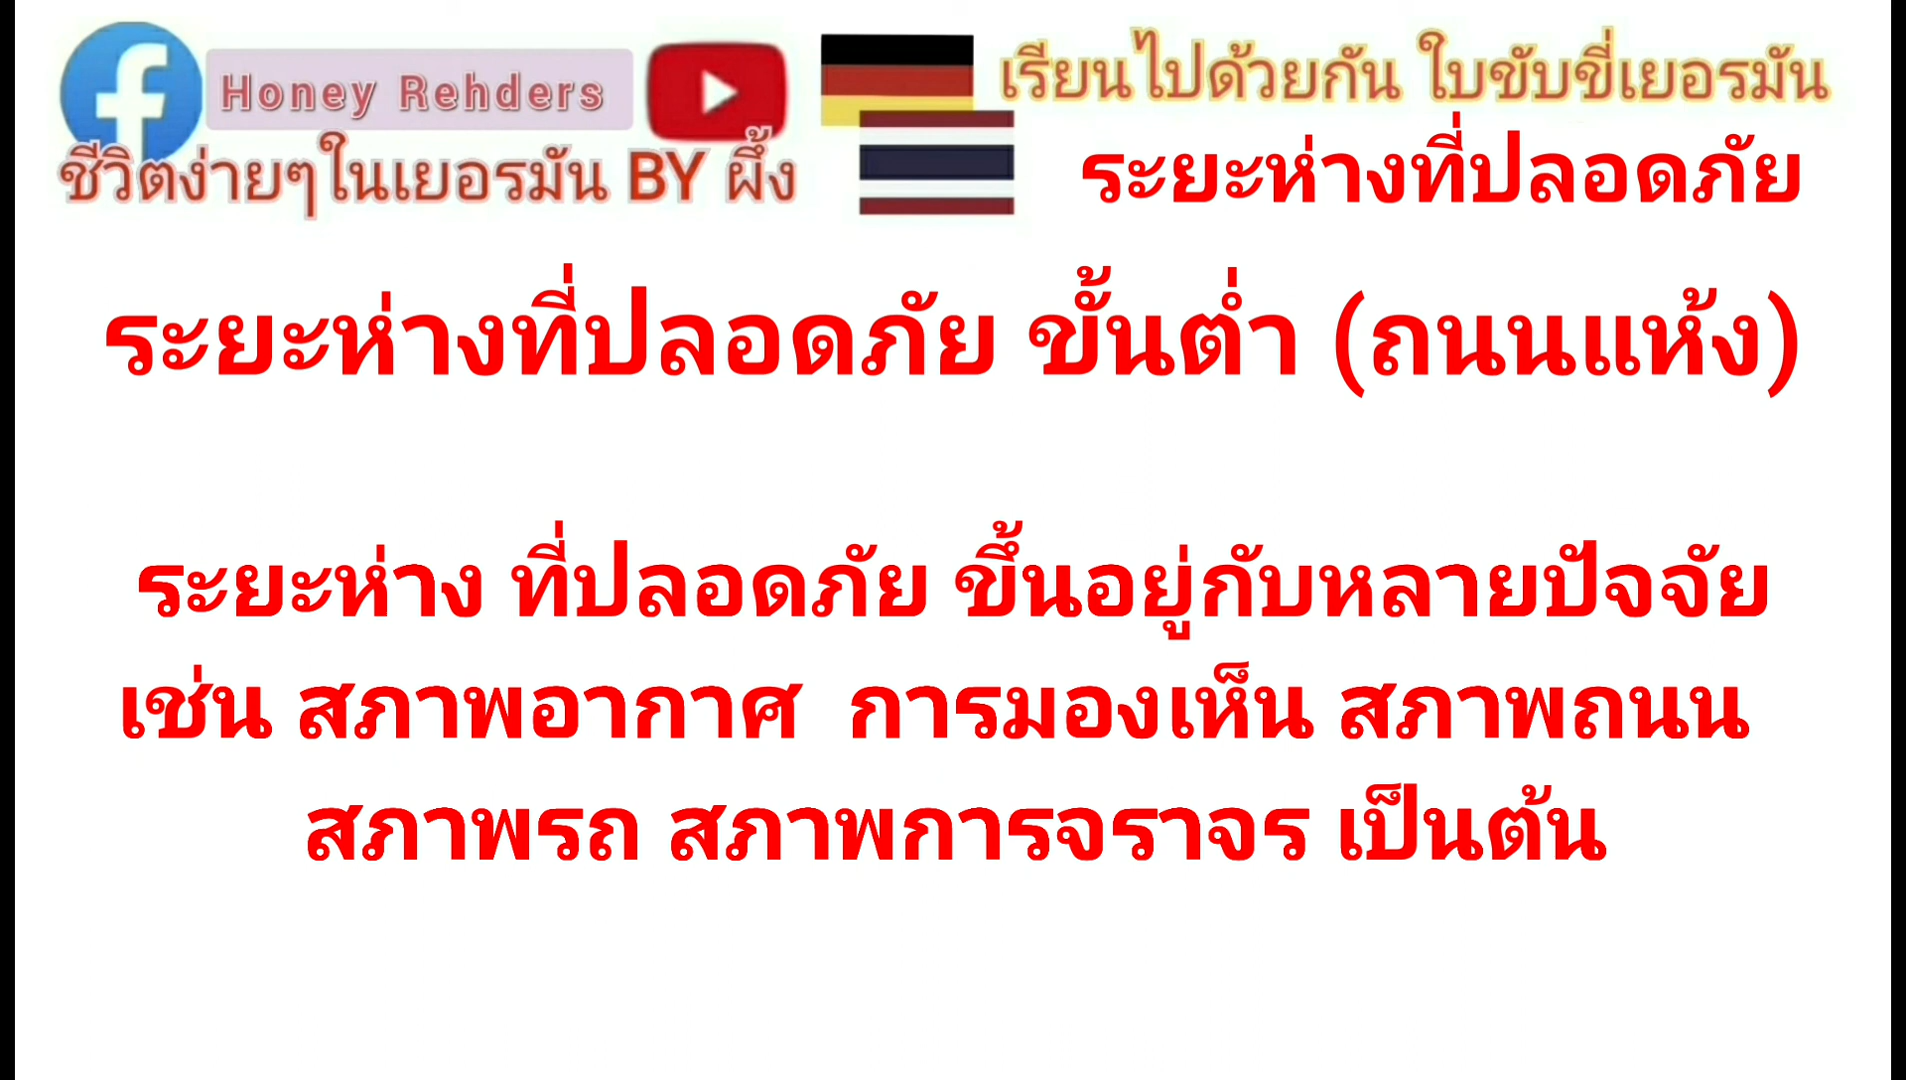 Honey Rehders
เรียนไปด้วยกัน ใบขับขี่เยอรมัน
ชีวิตง่ายๆในเยอรมัน BY ผึ้ง
ระยะห่างที่ปลอดภัย
ระยะห่างที่ปลอดภัย ขั้นต่ำ (ถนนแห้ง)
ระยะห่าง ที่ปลอดภัย ขึ้นอยู่กับหลายปัจจัย
เช่น สภาพอากาศ การมองเห็น สภาพถนน
สภาพรถ สภาพการจราจร เป็นต้น